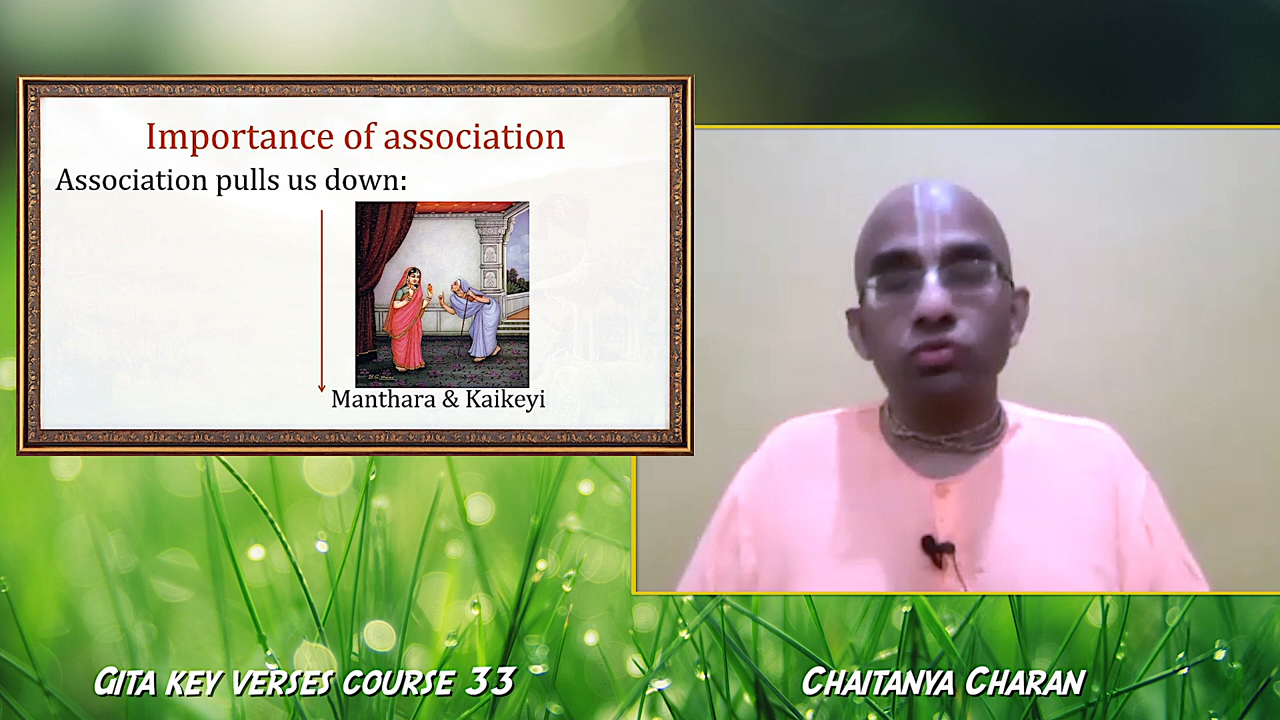 Importance of association
Association pulls us down:
Manthara & Kaikeyi
GITA KEY VERSES COURSE 33
CHAITANYA CHARAN